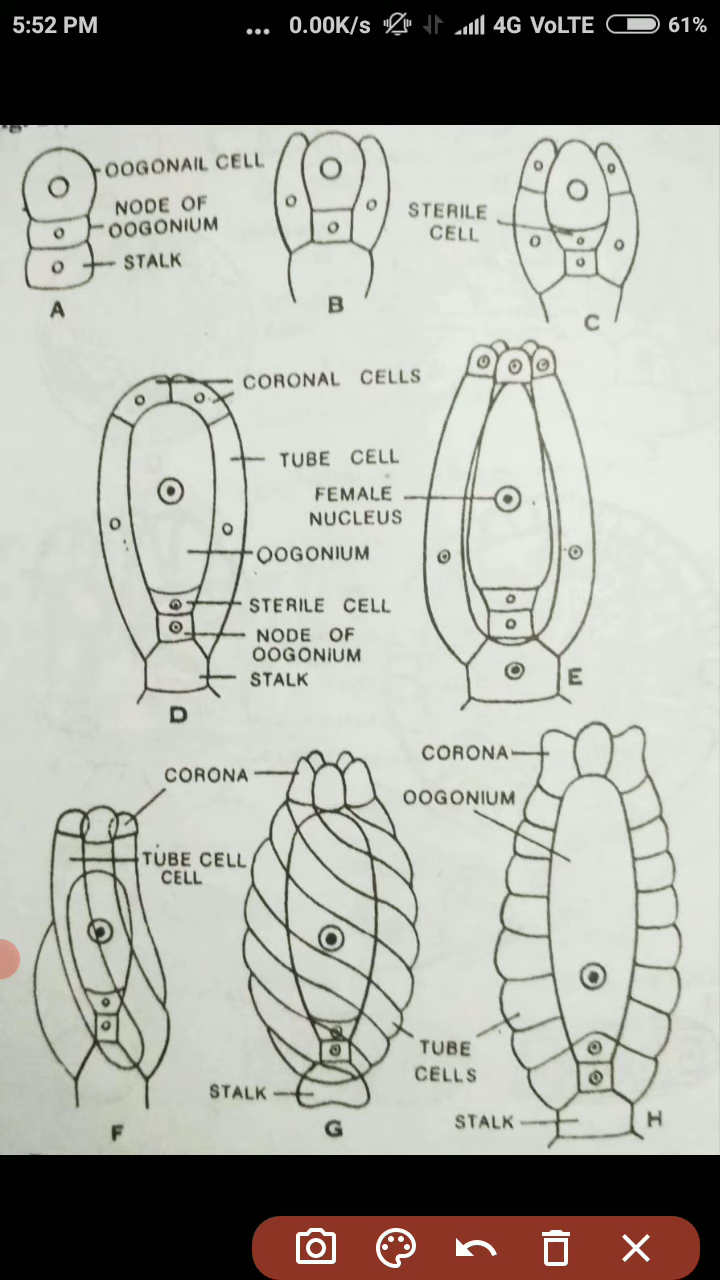 5:52 PM
... 0.00K/s 4G VoLTE 61%
OOGONAIL CELL
NODE OF
OOGONIUM
STALK
A
B
STERILE
CELL
C
CORONAL CELLS
TUBE CELL
FEMALE
NUCLEUS
OOGONIUM
STERILE CELL
NODE OF
OOGONIUM
STALK
D
E
CORONA
TUBE CELL
CELL
F
CORONA
OOGONIUM
TUBE
CELLS
STALK
G
STALK
H